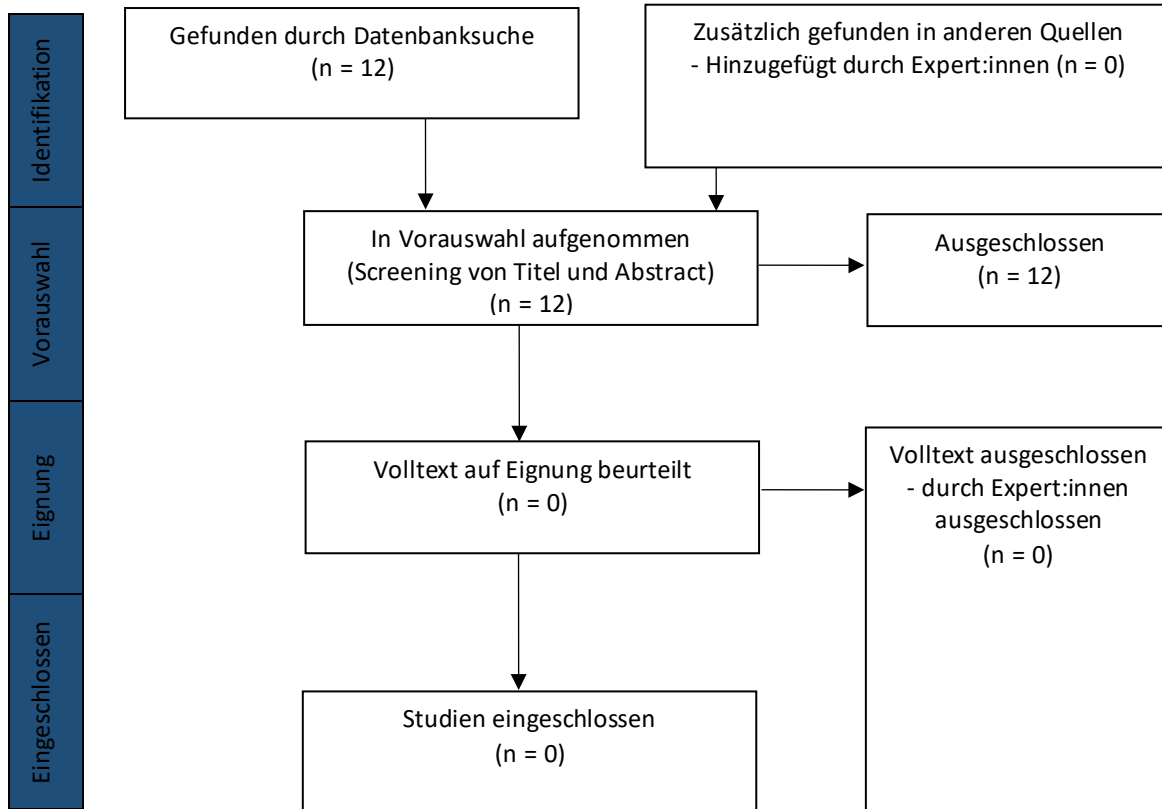 Identifikation
Gefunden durch Datenbanksuche
(n = 12)
Zusätzlich gefunden in anderen Quellen
- Hinzugefügt durch Expert:innen (n = 0)
Vorauswahl
In Vorauswahl aufgenommen
(Screening von Titel und Abstract)
(n = 12)
Ausgeschlossen
(n = 12)
Eignung
Volltext auf Eignung beurteilt
(n = 0)
Volltext ausgeschlossen
- durch Expert:innen
ausgeschlossen
(n = 0)
Eingeschlossen
Studien eingeschlossen
(n = 0)